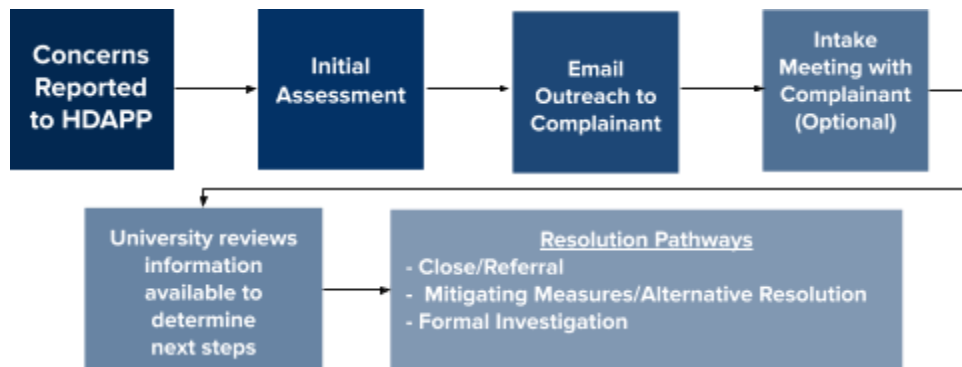 Concerns
Reported
to HDAPP
Initial
Assessment
Email
Outreach to
Complainant
Intake
Meeting with
Complainant
(Optional)
University reviews
information
available to
determine
next steps
Resolution Pathways
- Close/Referral
- Mitigating Measures/Alternative Resolution
- Formal Investigation